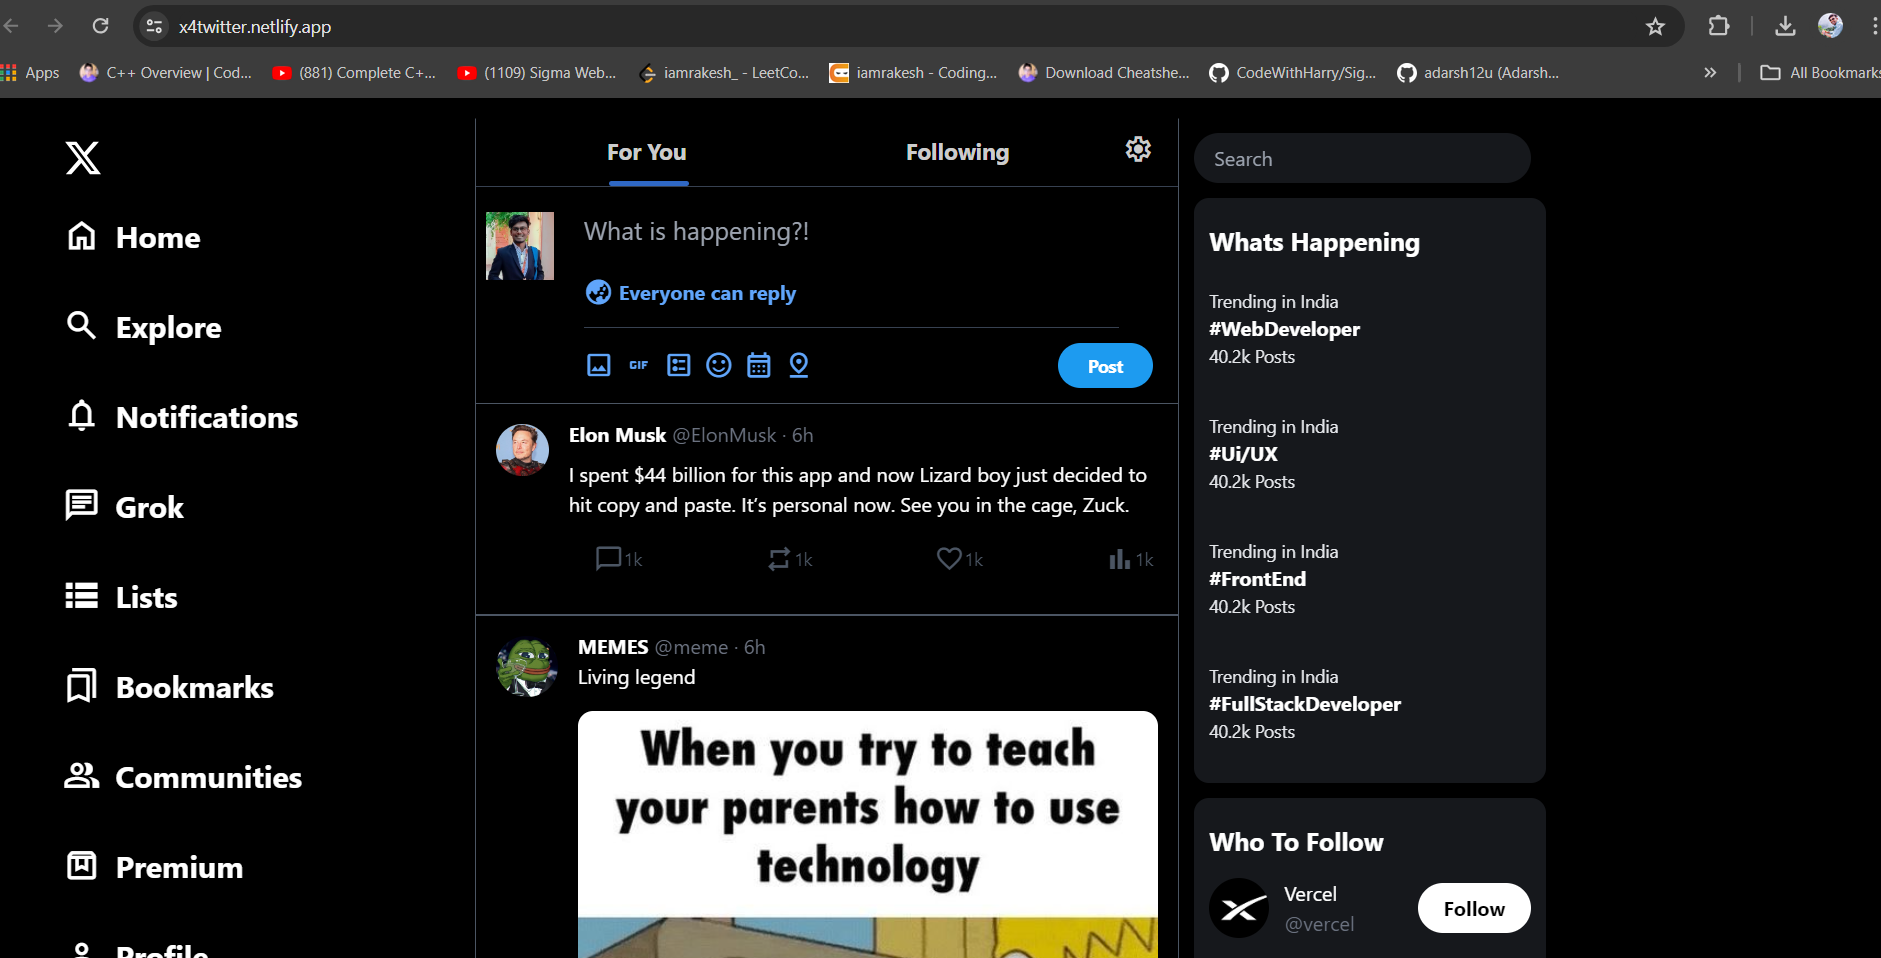 x4twitter.netlify.app
Apps
C++ Overview | Cod...
(881) Complete C+...
(1109) Sigma Web...
iamrakesh_ - LeetCo...
iamrakesh - Coding...
Download Cheatshe...
CodeWithHarry/Sig...
adarsh12u (Adarsh...
All Bookmarks
Home
Explore
Notifications
Grok
Lists
Bookmarks
Communities
Premium
Profile
For You
Following
What is happening?!
Everyone can reply
GIF
Post
Elon Musk @ElonMusk · 6h
I spent $44 billion for this app and now Lizard boy just decided to
hit copy and paste. It’s personal now. See you in the cage, Zuck.
1k 1k 1k 1k
MEMES @meme · 6h
Living legend
When you try to teach
your parents how to use
technology
Search
Whats Happening
Trending in India
#WebDeveloper
40.2k Posts
Trending in India
#Ui/UX
40.2k Posts
Trending in India
#FrontEnd
40.2k Posts
Trending in India
#FullStackDeveloper
40.2k Posts
Who To Follow
Vercel
@vercel
Follow